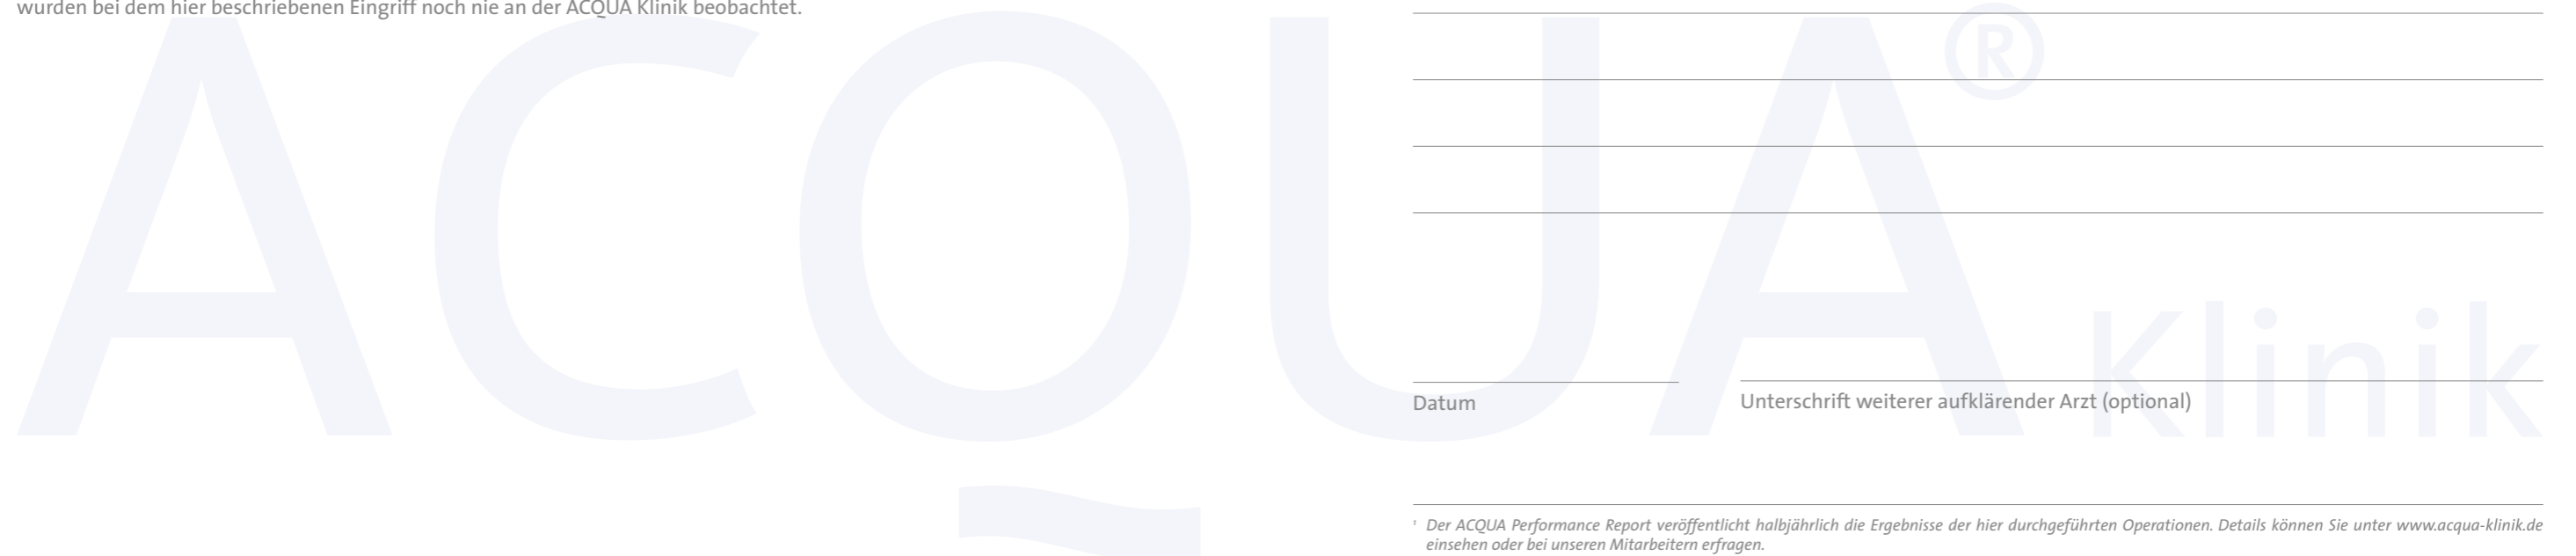 wurden bei dem hier beschriebenen Eingriff noch nie an der ACQUA Klinik beobachtet.
ACQUA® Klinik
Datum
Unterschrift weiterer aufklärender Arzt (optional)
¹ Der ACQUA Performance Report veröffentlicht halbjährlich die Ergebnisse der hier durchgeführten Operationen. Details können Sie unter www.acqua-klinik.de
einsehen oder bei unseren Mitarbeitern erfragen.